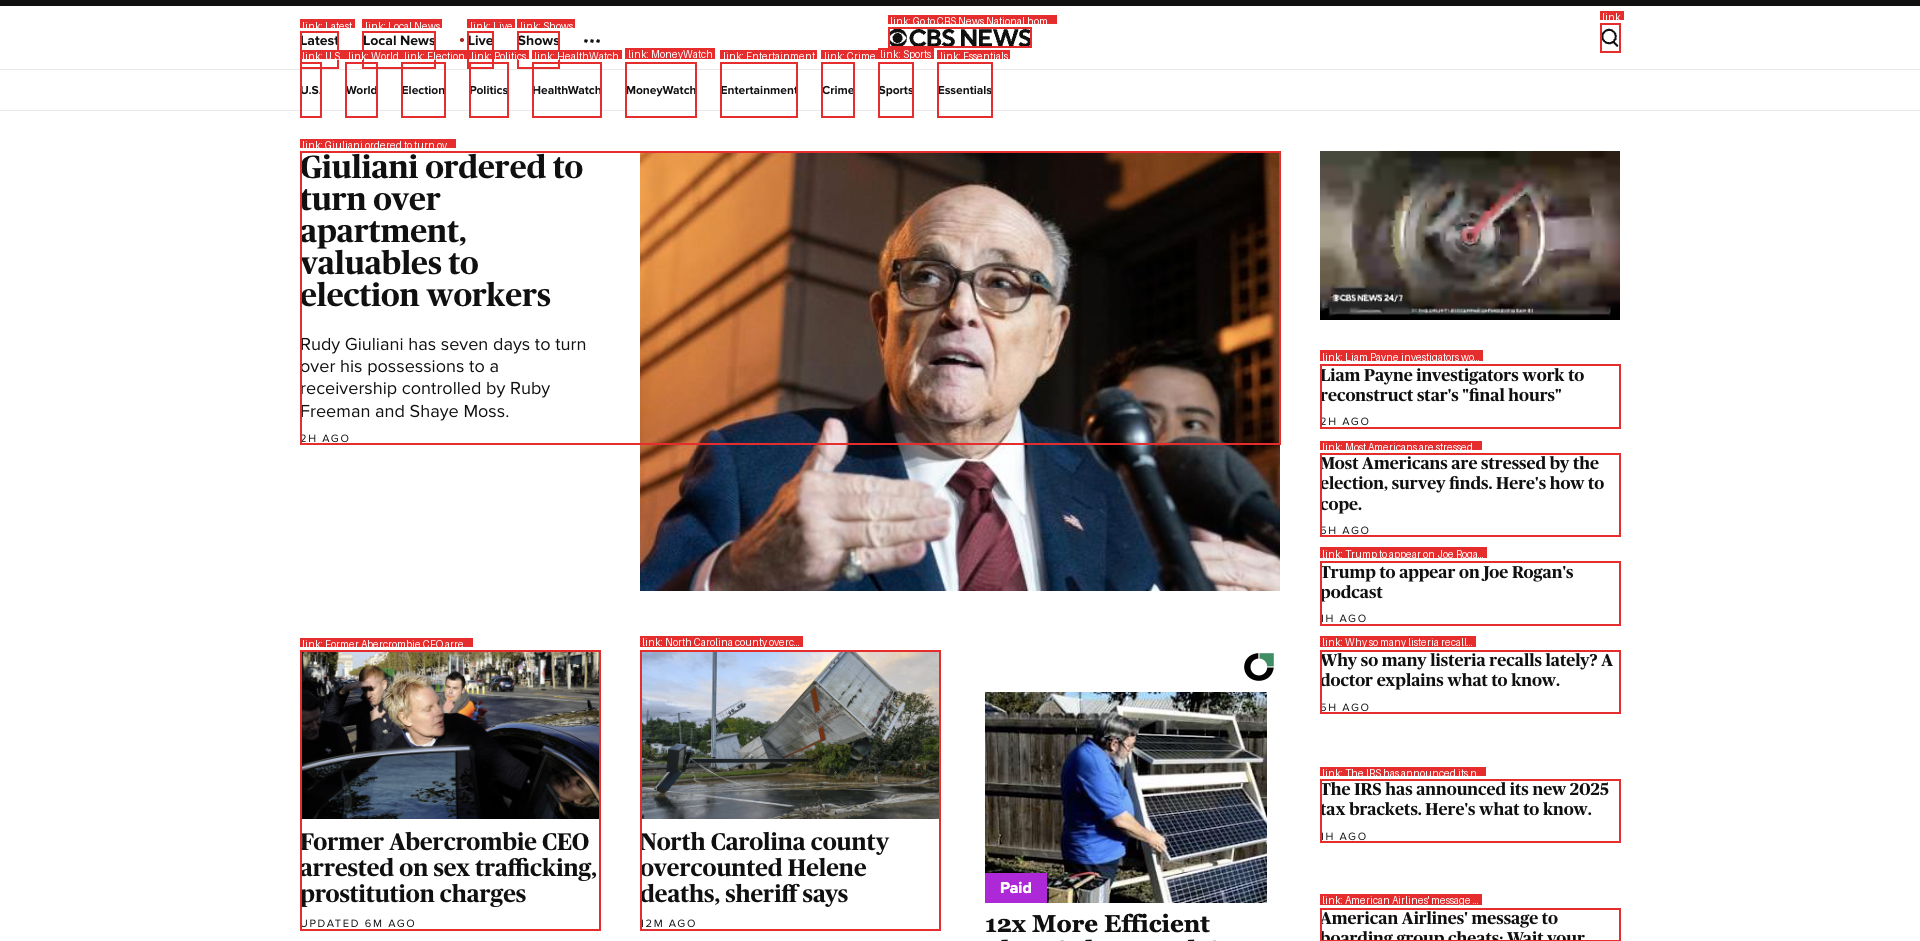 link: Latest
link: Local News
link: Live
link: Shows
link: Go to CBS News National hom...
link
Latest
Local News
Live
Shows
CBS NEWS
link: U.S.
link: World
link: Election
link: Politics
link: HealthWatch
link: MoneyWatch
link: Entertainment
link: Crime
link: Sports
link: Essentials
U.S.
World
Election
Politics
HealthWatch
MoneyWatch
Entertainment
Crime
Sports
Essentials
link: Giuliani ordered to turn ov...
Giuliani ordered to
turn over
apartment,
valuables to
election workers
Rudy Giuliani has seven days to turn
over his possessions to a
receivership controlled by Ruby
Freeman and Shaye Moss.
2H AGO
CBS NEWS 24/7
link: Liam Payne investigators wo...
Liam Payne investigators work to
reconstruct star's "final hours"
2H AGO
link: Most Americans are stressed...
Most Americans are stressed by the
election, survey finds. Here's how to
cope.
5H AGO
link: Trump to appear on Joe Roga...
Trump to appear on Joe Rogan's
podcast
1H AGO
link: Why so many listeria recall...
Why so many listeria recalls lately? A
doctor explains what to know.
5H AGO
link: The IRS has announced its n...
The IRS has announced its new 2025
tax brackets. Here's what to know.
1H AGO
link: American Airlines' message ...
American Airlines' message to
boarding group cheats: Wait your
link: Former Abercrombie CEO arre...
Former Abercrombie CEO
arrested on sex trafficking,
prostitution charges
UPDATED 6M AGO
link: North Carolina county overc...
North Carolina county
overcounted Helene
deaths, sheriff says
12M AGO
Paid
12x More Efficient